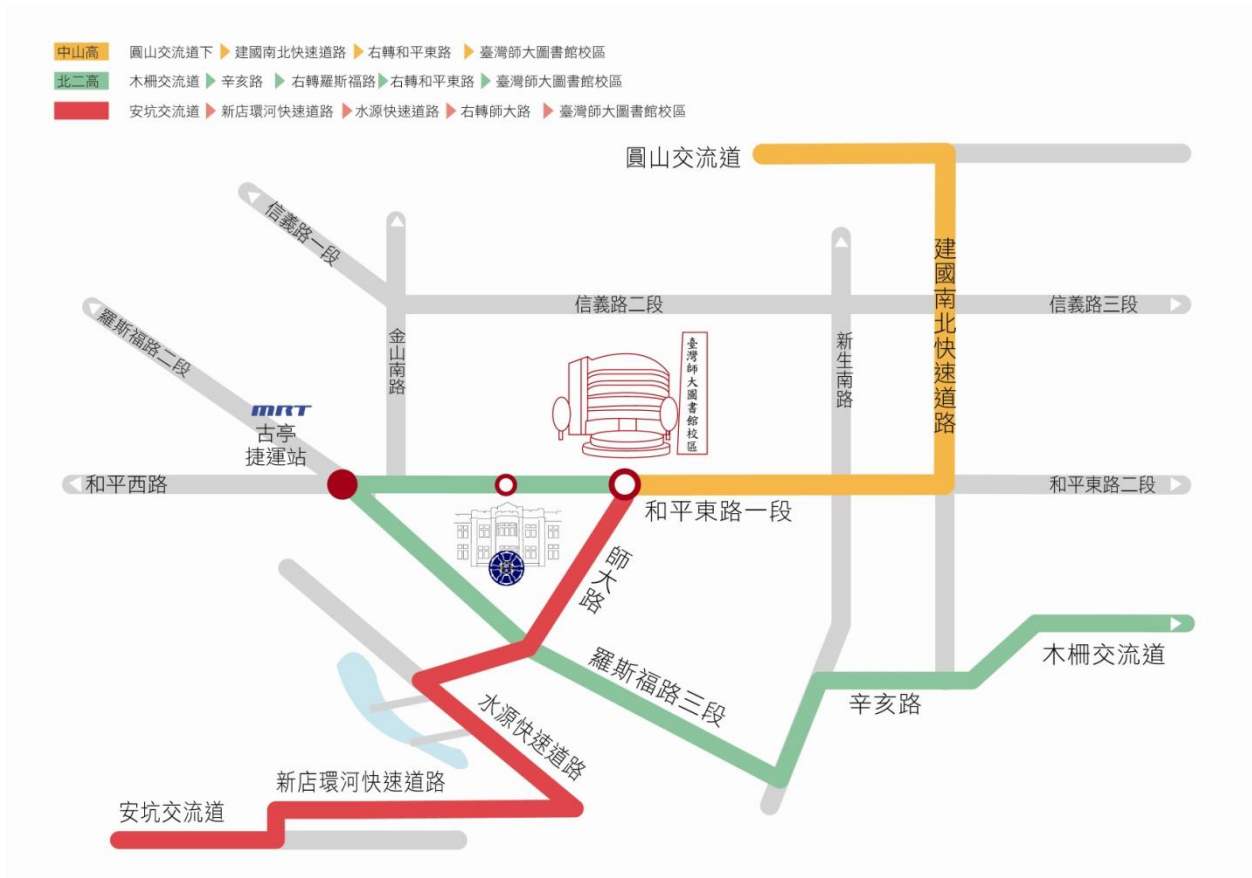 中山高 圓山交流道下 建國南北快速道路 右轉和平東路 臺灣師大圖書館校區
北二高 木柵交流道 辛亥路 右轉羅斯福路 右轉和平東路 臺灣師大圖書館校區
安坑交流道 新店環河快速道路 水源快速道路 右轉師大路 臺灣師大圖書館校區
圓山交流道
信義路一段
建國南北快速道路
信義路二段
信義路三段
羅斯福路二段
金山南路
新生南路
臺灣師大圖書館校區
MRT
古亭
捷運站
和平西路
和平東路一段
和平東路二段
師大路
羅斯福路三段
木柵交流道
辛亥路
水源快速道路
新店環河快速道路
安坑交流道